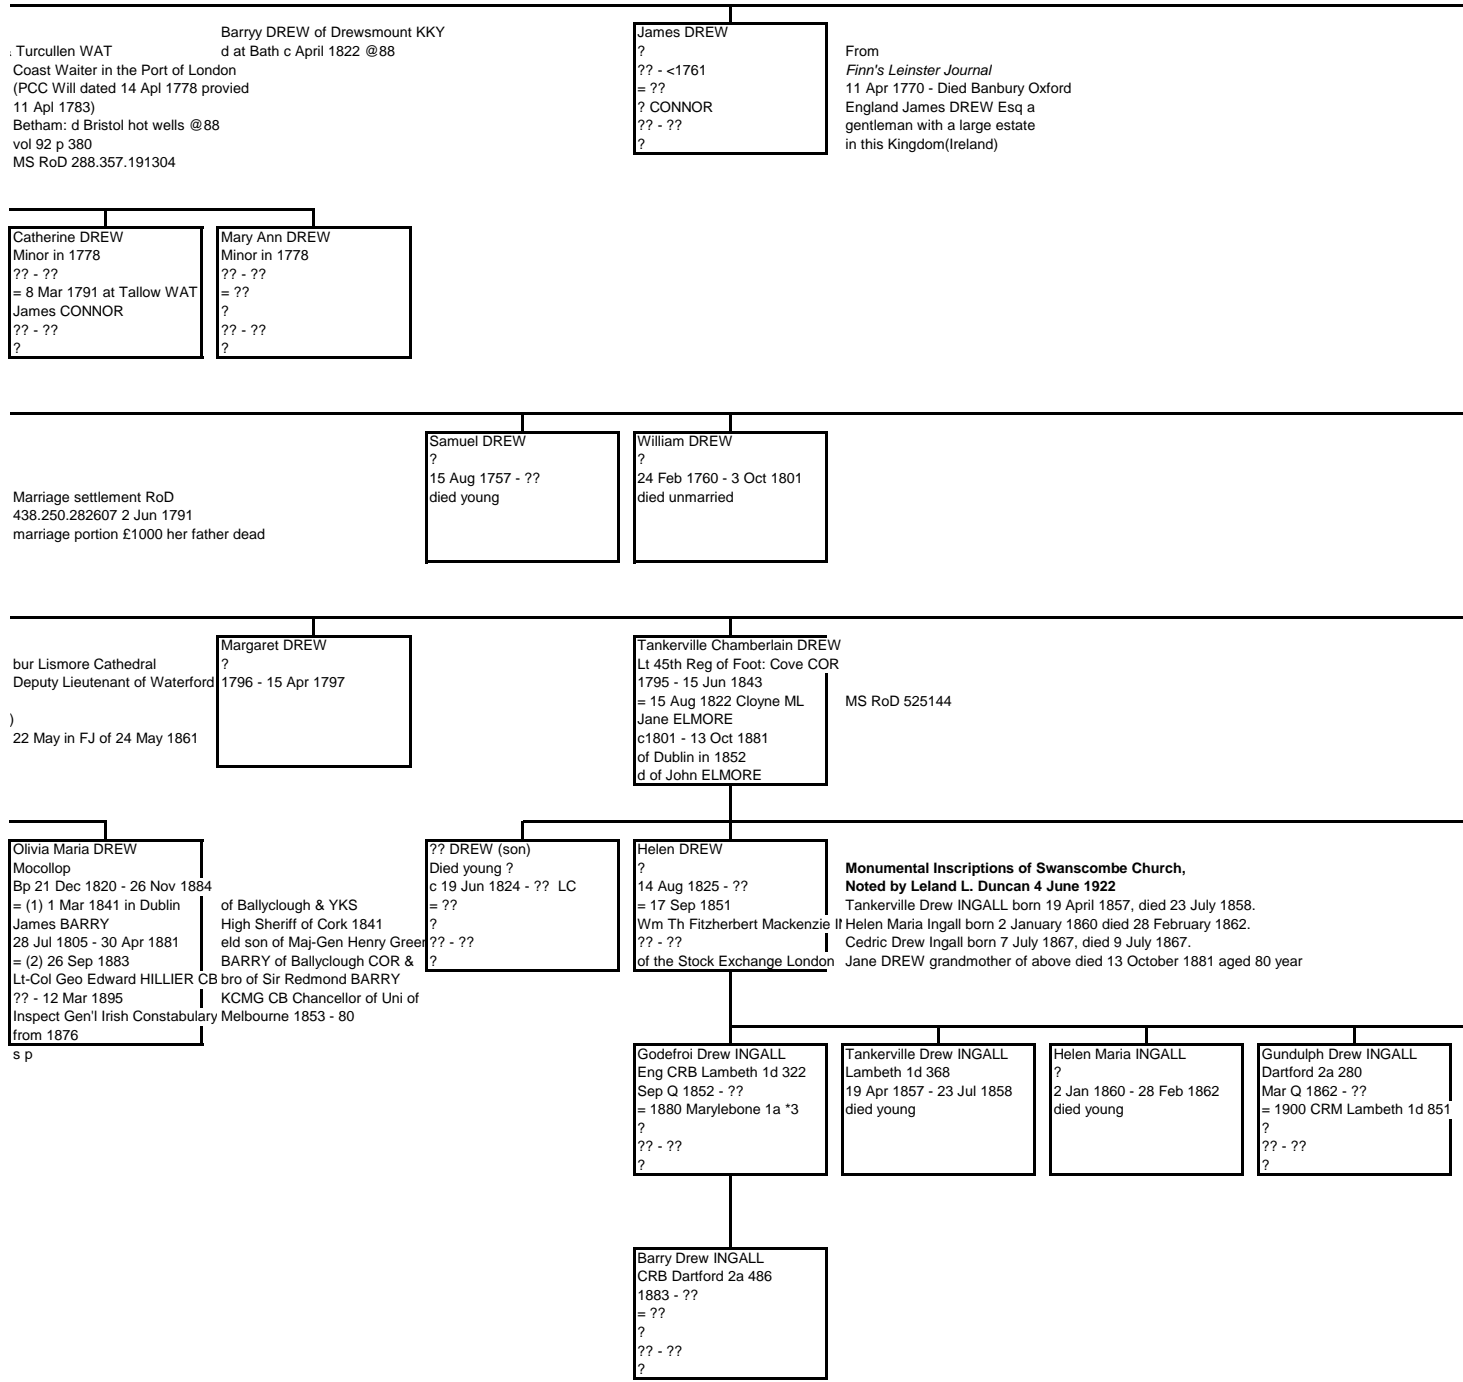 Barryy DREW of Drewsmount KKY
d at Bath c April 1822 @88
Turcullen WAT
Coast Waiter in the Port of London
(PCC Will dated 14 Apl 1778 provied
11 Apl 1783)
Betham: d Bristol hot wells @88
vol 92 p 380
MS RoD 288.357.191304
James DREW
?
?? - <1761
= ??
? CONNOR
?? - ??
?
From
Finn's Leinster Journal
11 Apr 1770 - Died Banbury Oxford
England James DREW Esq a
gentleman with a large estate
in this Kingdom(Ireland)
Catherine DREW
Minor in 1778
?? - ??
= 8 Mar 1791 at Tallow WAT
James CONNOR
?? - ??
?
Mary Ann DREW
Minor in 1778
?? - ??
= ??
?
?? - ??
?
Marriage settlement RoD
438.250.282607 2 Jun 1791
marriage portion £1000 her father dead
Samuel DREW
?
15 Aug 1757 - ??
died young
William DREW
?
24 Feb 1760 - 3 Oct 1801
died unmarried
bur Lismore Cathedral
Deputy Lieutenant of Waterford
)
22 May in FJ of 24 May 1861
Margaret DREW
?
1796 - 15 Apr 1797
Tankerville Chamberlain DREW
Lt 45th Reg of Foot: Cove COR
1795 - 15 Jun 1843
= 15 Aug 1822 Cloyne ML
Jane ELMORE
c1801 - 13 Oct 1881
of Dublin in 1852
d of John ELMORE
MS RoD 525144
Olivia Maria DREW
Mocollop
Bp 21 Dec 1820 - 26 Nov 1884
= (1) 1 Mar 1841 in Dublin
James BARRY
28 Jul 1805 - 30 Apr 1881
= (2) 26 Sep 1883
Lt-Col Geo Edward HILLIER CB
?? - 12 Mar 1895
Inspect Gen'l Irish Constabulary
from 1876
s p
of Ballyclough & YKS
High Sheriff of Cork 1841
eld son of Maj-Gen Henry Green
BARRY of Ballyclough COR &
bro of Sir Redmond BARRY
KCMG CB Chancellor of Uni of
Melbourne 1853 - 80
?? DREW (son)
Died young ?
c 19 Jun 1824 - ??  LC
= ??
?
?? - ??
?
Helen DREW
?
14 Aug 1825 - ??
= 17 Sep 1851
Wm Th Fitzherbert Mackenzie
?? - ??
of the Stock Exchange London
Monumental Inscriptions of Swanscombe Church,
Noted by Leland L. Duncan 4 June 1922
Tankerville Drew INGALL born 19 April 1857, died 23 July 1858.
Helen Maria Ingall born 2 January 1860 died 28 February 1862.
Cedric Drew Ingall born 7 July 1867, died 9 July 1867.
Jane DREW grandmother of above died 13 October 1881 aged 80 year
Godefroi Drew INGALL
Eng CRB Lambeth 1d 322
Sep Q 1852 - ??
= 1880 Marylebone 1a *3
?
?? - ??
?
Tankerville Drew INGALL
Lambeth 1d 368
19 Apr 1857 - 23 Jul 1858
died young
Helen Maria INGALL
?
2 Jan 1860 - 28 Feb 1862
died young
Gundulph Drew INGALL
Dartford 2a 280
Mar Q 1862 - ??
= 1900 CRM Lambeth 1d 851
?
?? - ??
?
Barry Drew INGALL
CRB Dartford 2a 486
1883 - ??
= ??
?
?? - ??
?